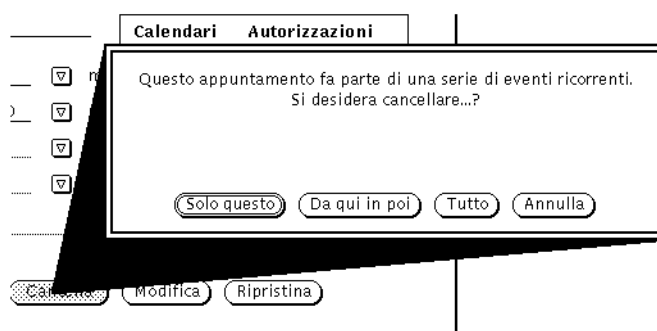 Calendari Autorizzazioni
Questo appuntamento fa parte di una serie di eventi ricorrenti.
Si desidera cancellare...?
Solo questo Da qui in poi Tutto Annulla
Modifica Ripristina